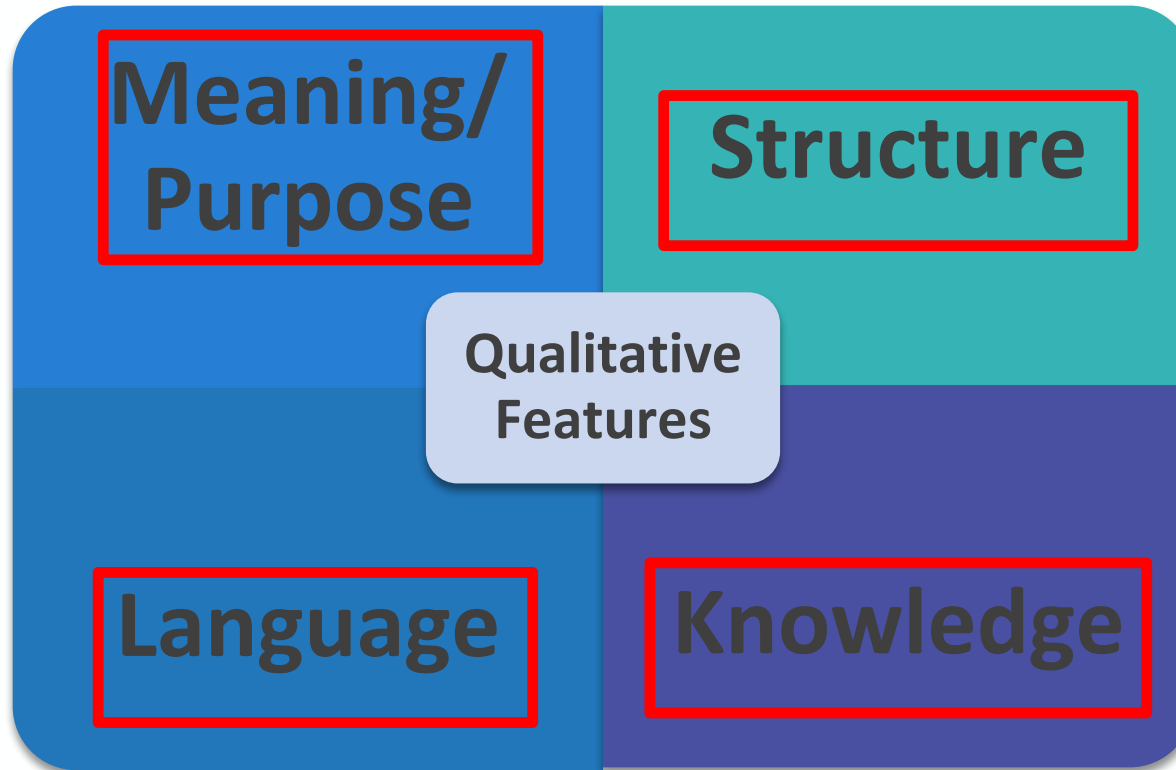 Meaning/
Purpose
Structure
Qualitative
Features
Language
Knowledge